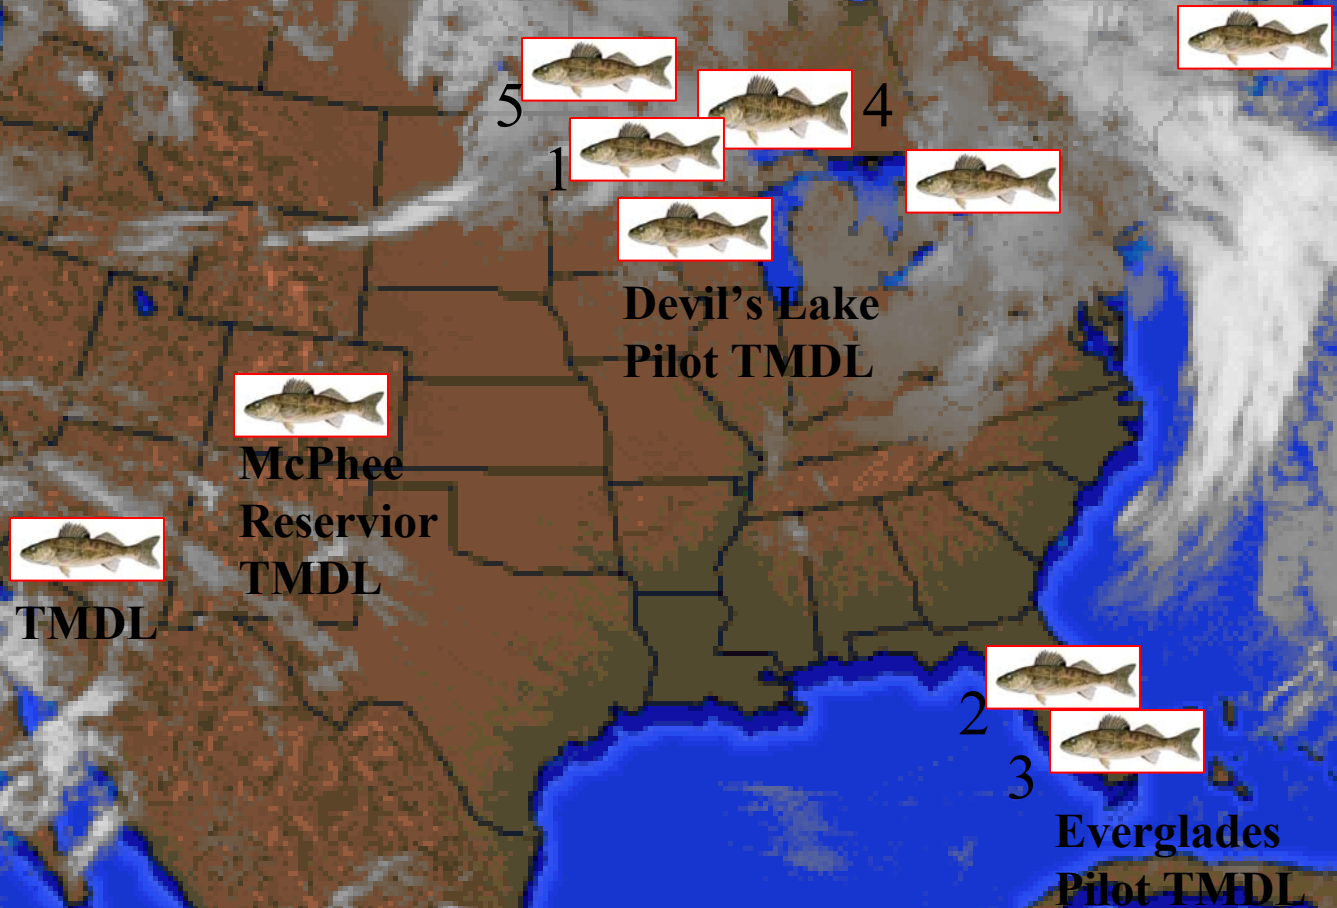 5
4
1
Devil's Lake
Pilot TMDL
McPhee
Reservior
TMDL
TMDL
2
3
Everglades
Pilot TMDL